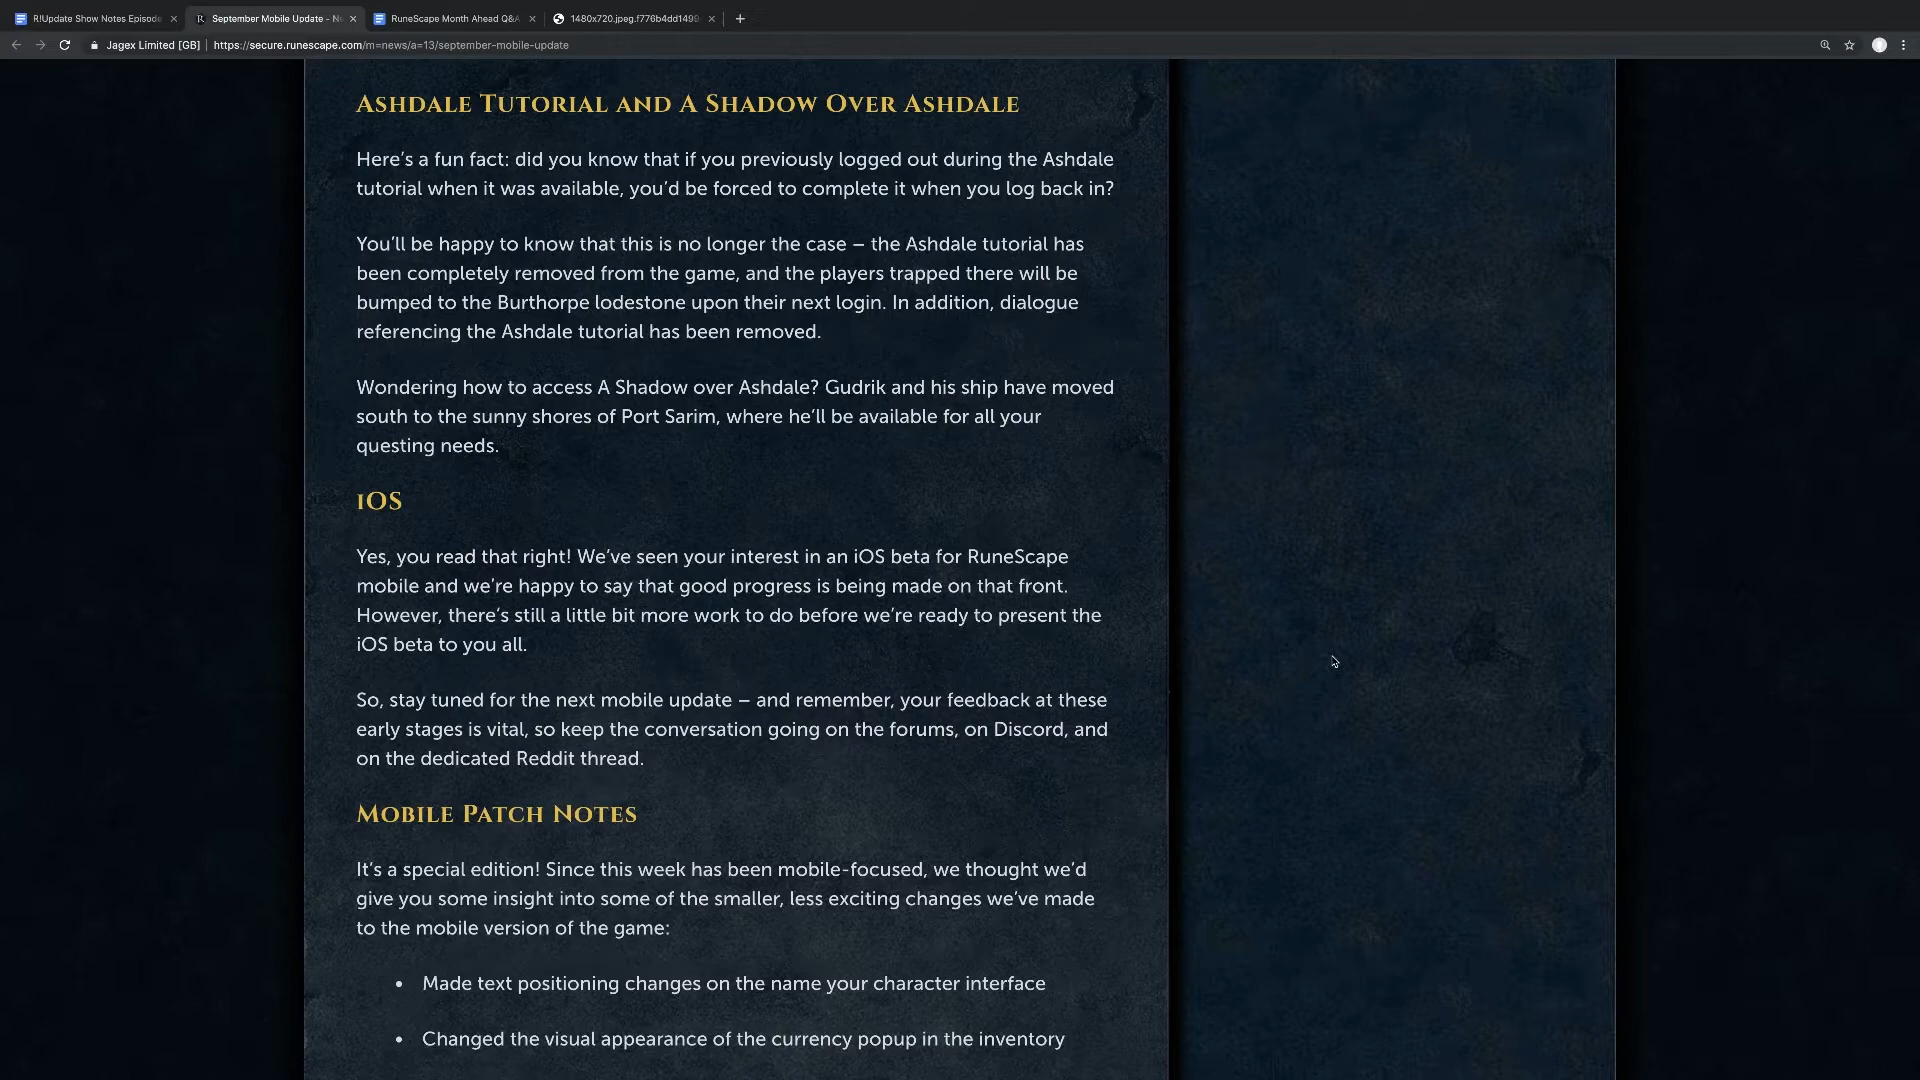 R!Update Show Notes Episode
September Mobile Update - N
RuneScape Month Ahead Q&A
1480x720.jpeg.f776b4dd1499
Jagex Limited [GB] https://secure.runescape.com/m=news/a=13/september-mobile-update
Ashdale Tutorial and A Shadow Over Ashdale
Here’s a fun fact: did you know that if you previously logged out during the Ashdale
tutorial when it was available, you’d be forced to complete it when you log back in?
You’ll be happy to know that this is no longer the case – the Ashdale tutorial has
been completely removed from the game, and the players trapped there will be
bumped to the Burthorpe lodestone upon their next login. In addition, dialogue
referencing the Ashdale tutorial has been removed.
Wondering how to access A Shadow over Ashdale? Gudrik and his ship have moved
south to the sunny shores of Port Sarim, where he’ll be available for all your
questing needs.
iOS
Yes, you read that right! We’ve seen your interest in an iOS beta for RuneScape
mobile and we’re happy to say that good progress is being made on that front.
However, there’s still a little bit more work to do before we’re ready to present the
iOS beta to you all.
So, stay tuned for the next mobile update – and remember, your feedback at these
early stages is vital, so keep the conversation going on the forums, on Discord, and
on the dedicated Reddit thread.
Mobile Patch Notes
It’s a special edition! Since this week has been mobile-focused, we thought we’d
give you some insight into some of the smaller, less exciting changes we’ve made
to the mobile version of the game:
• Made text positioning changes on the name your character interface
• Changed the visual appearance of the currency popup in the inventory